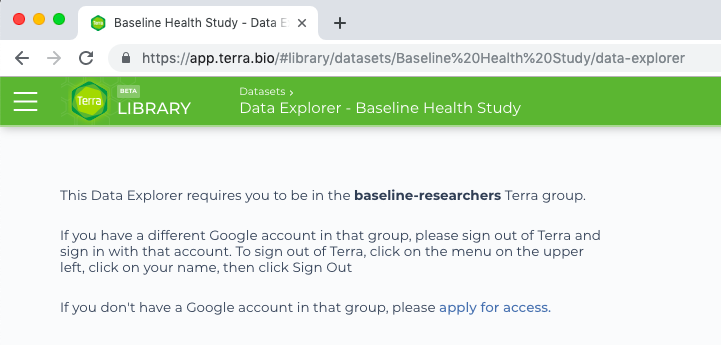 Baseline Health Study - Data E
https://app.terra.bio/#library/datasets/Baseline%20Health%20Study/data-explorer
Terra
BETA
LIBRARY
Datasets ›
Data Explorer - Baseline Health Study
This Data Explorer requires you to be in the baseline-researchers Terra group.
If you have a different Google account in that group, please sign out of Terra and
sign in with that account. To sign out of Terra, click on the menu on the upper
left, click on your name, then click Sign Out
If you don't have a Google account in that group, please apply for access.